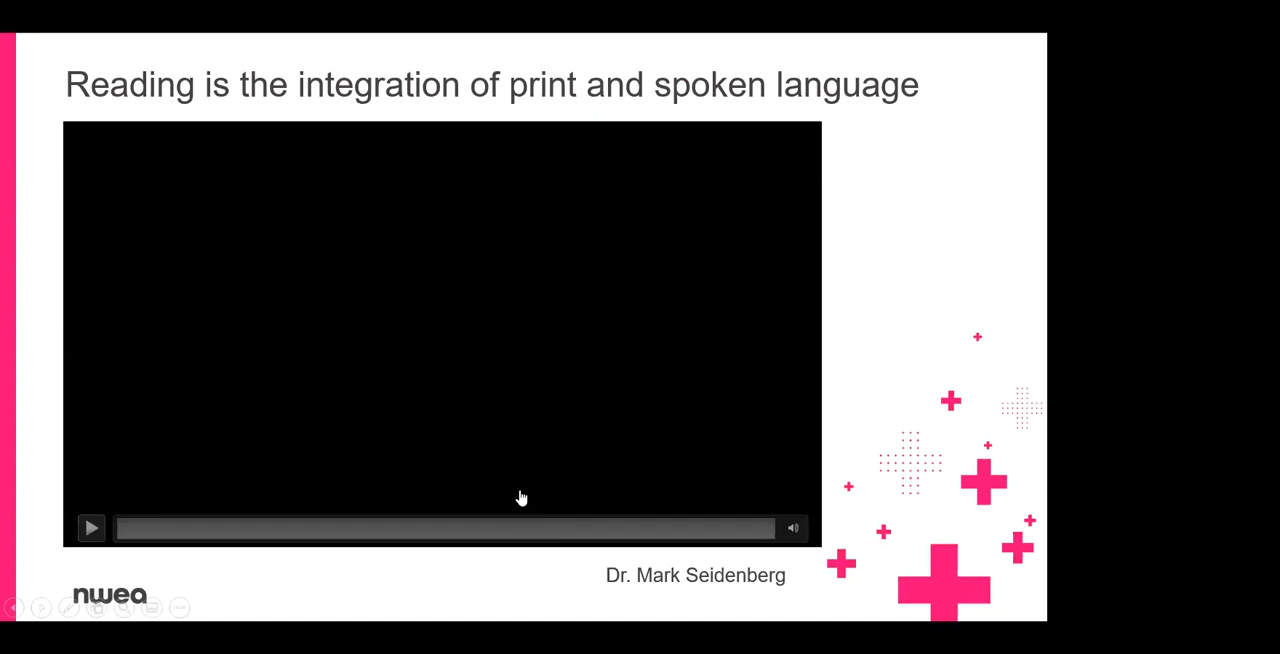 Reading is the integration of print and spoken language
Dr. Mark Seidenberg
nwea